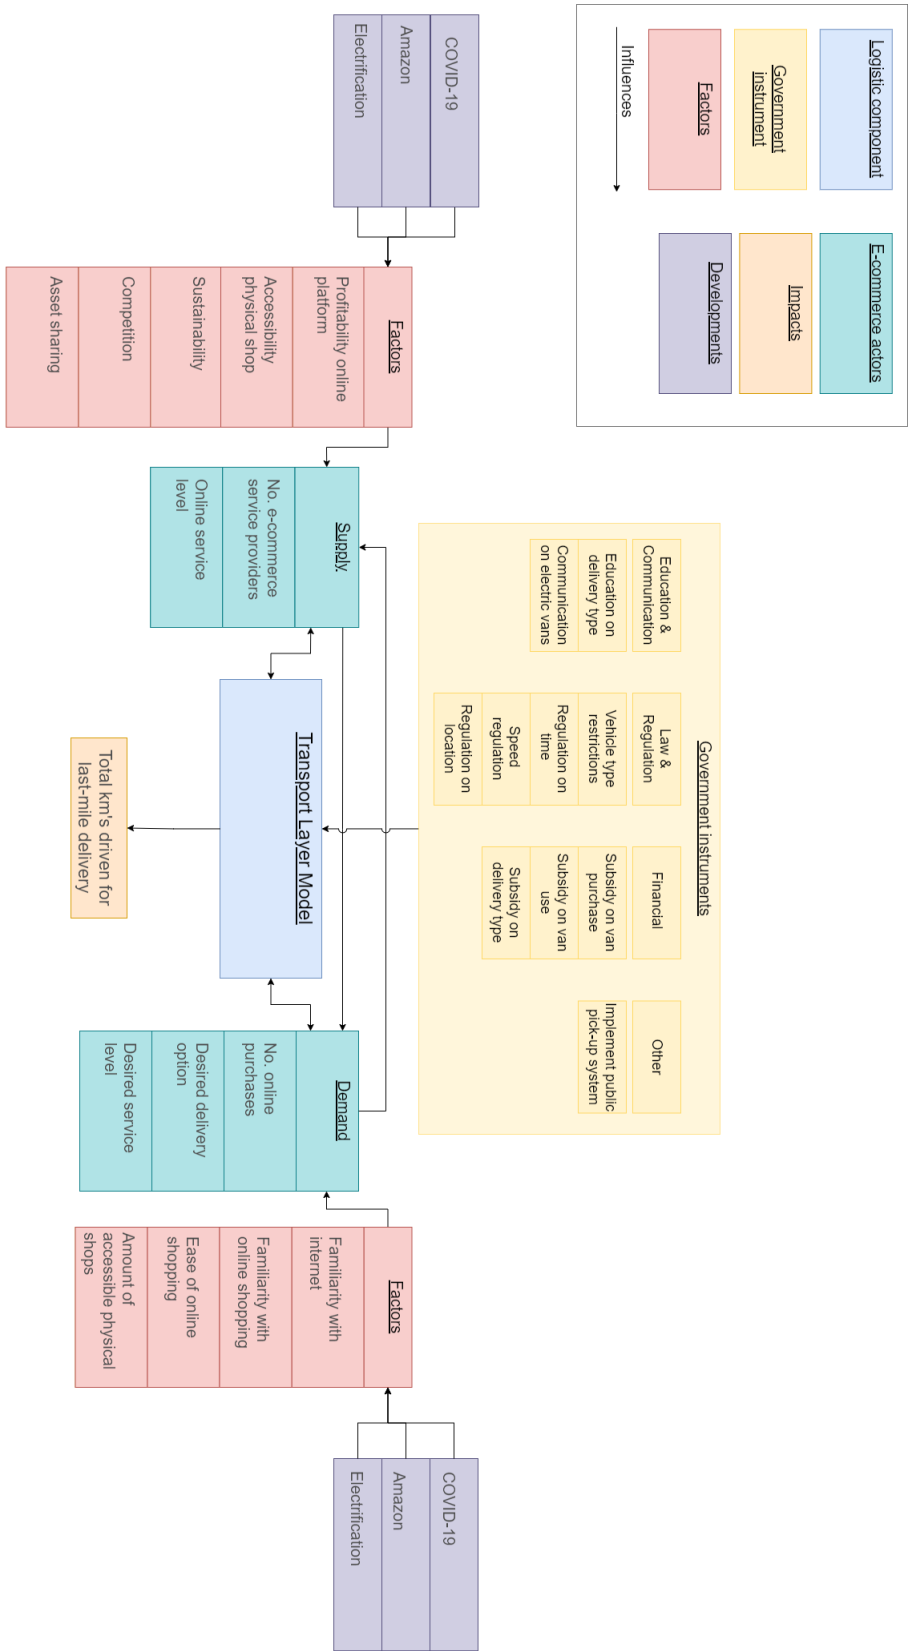 Logistic component
E-commerce actors
Government
instrument
Impacts
Factors
Developments
Influences
Government instruments
Education &
Communication
Education on
delivery type
Communication
on electric vans
Law &
Regulation
Vehicle type
restrictions
Regulation on
time
Speed
regulation
Regulation on
location
Financial
Subsidy on van
purchase
Subsidy on van
use
Subsidy on
delivery type
Other
Implement public
pick-up system
COVID-19
Amazon
Electrification
Factors
Profitability online
platform
Accessibility
physical shop
Sustainability
Competition
Asset sharing
Supply
No. e-commerce
service providers
Online service
level
Transport Layer Model
Total km's driven for
last-mile delivery
Demand
No. online
purchases
Desired delivery
option
Desired service
level
Factors
Familiarity with
internet
Familiarity with
online shopping
Ease of online
shopping
Amount of
accessible physical
shops
COVID-19
Amazon
Electrification